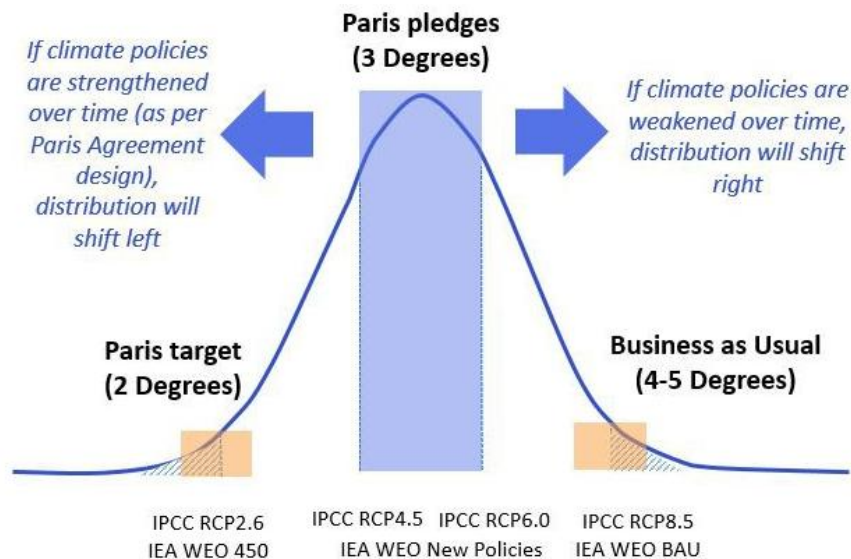 Paris pledges
(3 Degrees)
If climate policies
are strengthened
over time (as per
Paris Agreement
design),
distribution will
shift left
If climate policies are
weakened over time,
distribution will shift
right
Paris target
(2 Degrees)
Business as Usual
(4-5 Degrees)
IPCC RCP2.6
IEA WEO 450
IPCC RCP4.5
IPCC RCP6.0
IEA WEO New Policies
IPCC RCP8.5
IEA WEO BAU